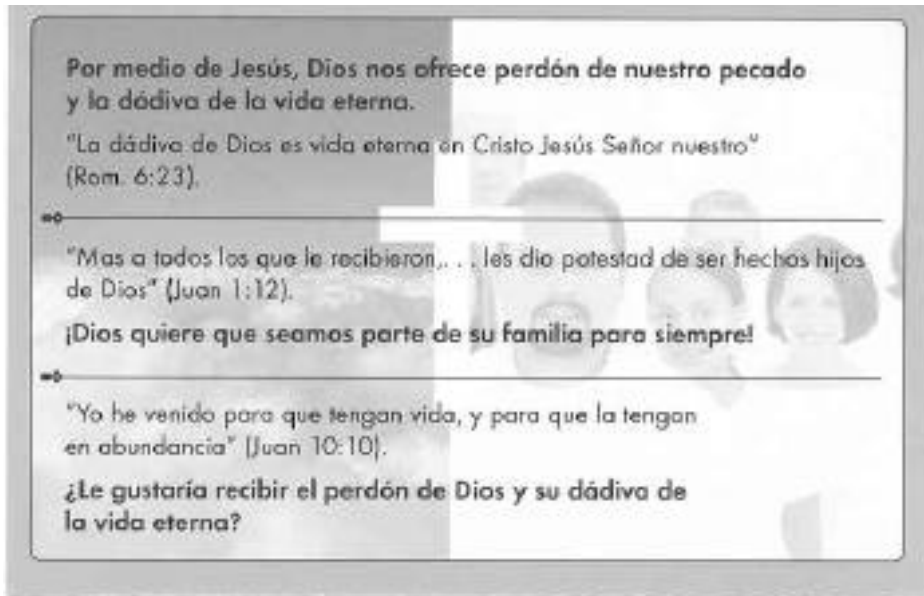 Por medio de Jesús, Dios nos ofrece perdón de nuestro pecado
y la dádiva de la vida eterna.
"La dádiva de Dios es vida eterna en Cristo Jesús Señor nuestro"
(Rom. 6:23).
"Mas a todos los que le recibieron,. . . les dio potestad de ser hechos hijos
de Dios" (Juan 1:12).
¡Dios quiere que seamos parte de su familia para siempre!
"Yo he venido para que tengan vida, y para que la tengan
en abundancia" (Juan 10:10).
¿Le gustaría recibir el perdón de Dios y su dádiva de
la vida eterna?